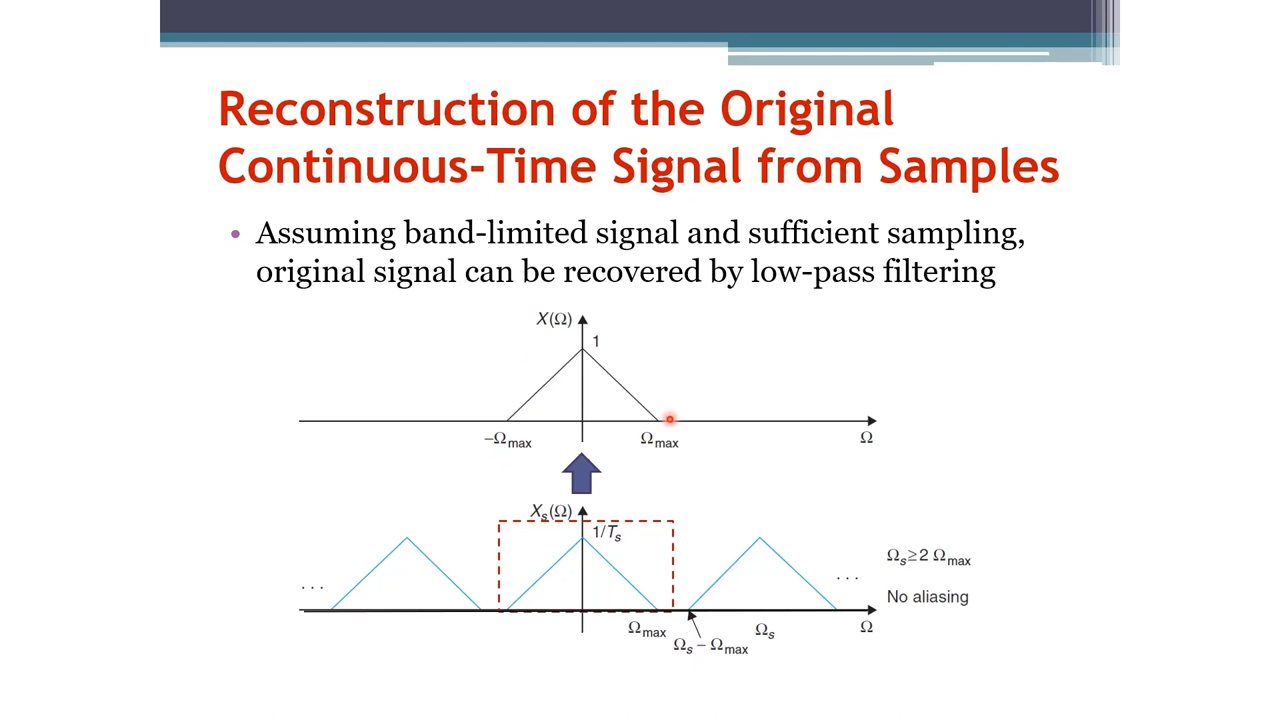 Reconstruction of the Original
Continuous-Time Signal from Samples
• Assuming band-limited signal and sufficient sampling,
original signal can be recovered by low-pass filtering
X(Ω)
1
−Ωmax
Ωmax
Ω
Xs(Ω)
1/Ts
. . .
. . .
Ωs ≥ 2 Ωmax
No aliasing
Ωmax
Ωs − Ωmax
Ωs
Ω